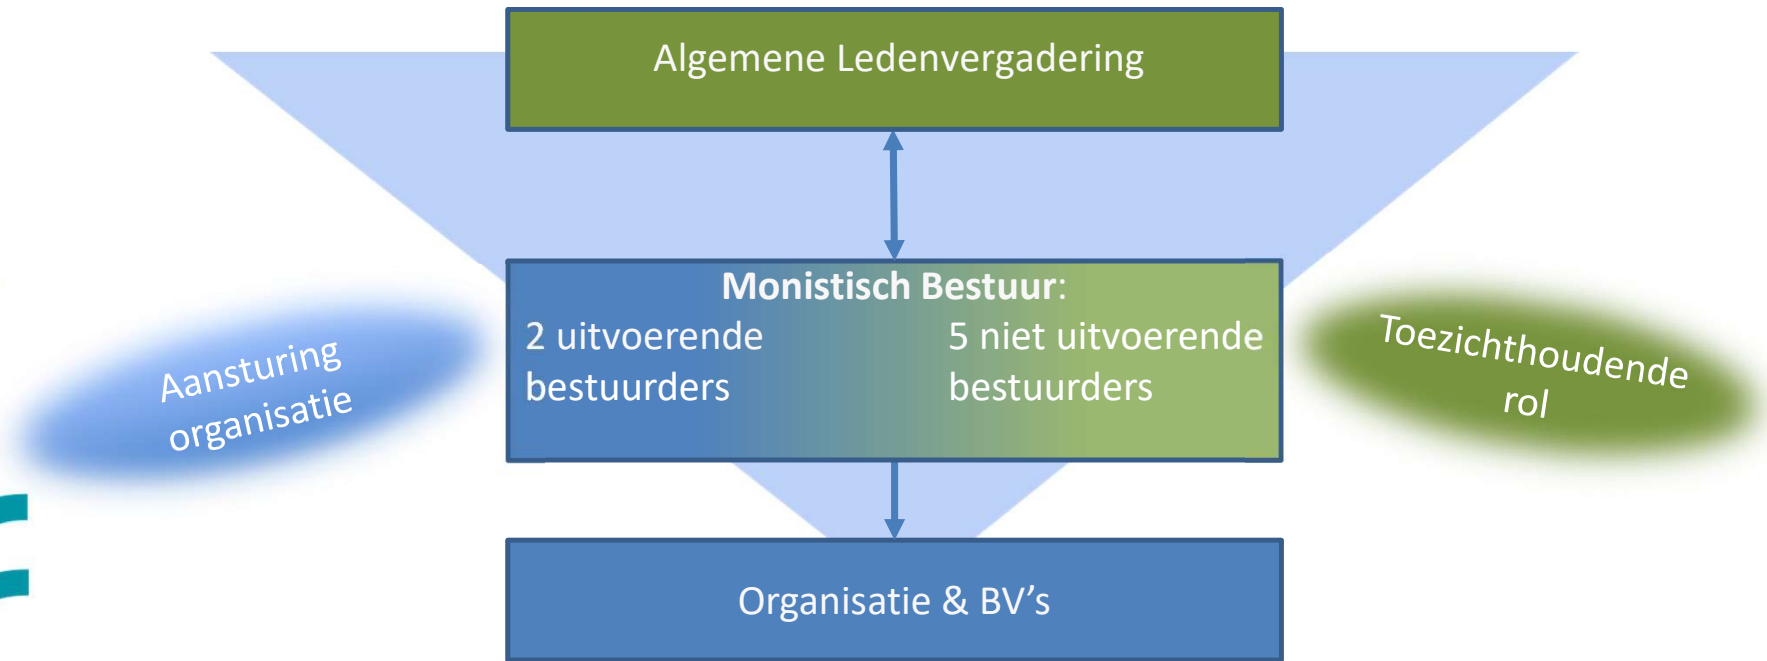 Algemene Ledenvergadering
Monistisch Bestuur:
2 uitvoerende
bestuurders
5 niet uitvoerende
bestuurders
Aansturing
organisatie
Toezichthoudende
rol
Organisatie & BV's